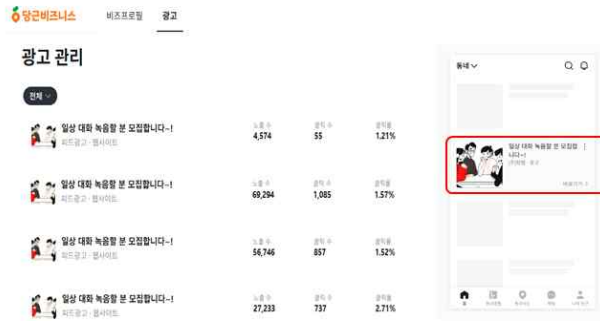 당근비즈니스
비즈프로필
광고
광고 관리
전체
일상 대화 녹음할 분 모집합니다~!
피드광고 · 웹사이트
노출 수
4,574
클릭 수
55
클릭률
1.21%
일상 대화 녹음할 분 모집합니다~!
피드광고 · 웹사이트
노출 수
69,294
클릭 수
1,085
클릭률
1.57%
일상 대화 녹음할 분 모집합니다~!
피드광고 · 웹사이트
노출 수
56,746
클릭 수
857
클릭률
1.52%
일상 대화 녹음할 분 모집합니다~!
피드광고 · 웹사이트
노출 수
27,233
클릭 수
737
클릭률
2.71%
동네
일상 대화 녹음할 분 모집합
니다~!
광고
바로가기
홈